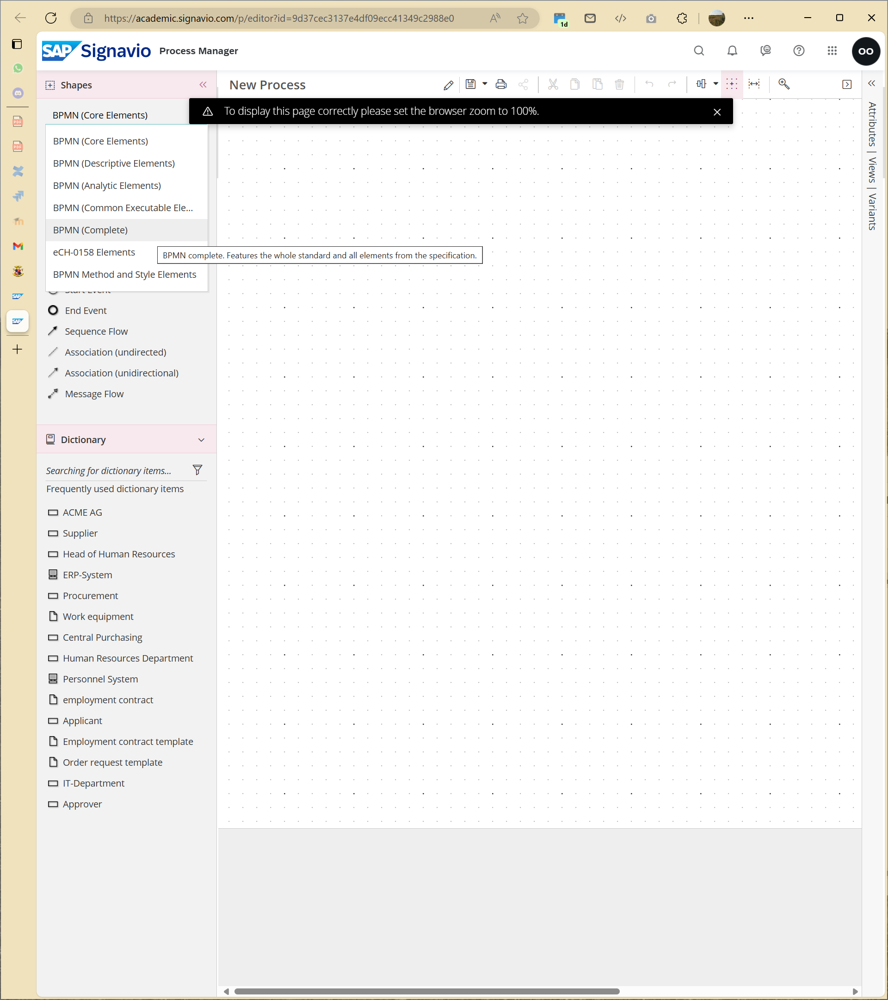 https://academic.signavio.com/p/editor?id=9d37cec3137e4df09ecc41349c2988e0
1d
SAP Signavio Process Manager
OO
Shapes
New Process
To display this page correctly please set the browser zoom to 100%.
BPMN (Core Elements)
BPMN (Core Elements)
BPMN (Descriptive Elements)
BPMN (Analytic Elements)
BPMN (Common Executable Ele...
BPMN (Complete)
eCH-0158 Elements
BPMN complete. Features the whole standard and all elements from the specification.
BPMN Method and Style Elements
Start Event
End Event
Sequence Flow
Association (undirected)
Association (unidirectional)
Message Flow
Dictionary
Searching for dictionary items...
Frequently used dictionary items
ACME AG
Supplier
Head of Human Resources
ERP-System
Procurement
Work equipment
Central Purchasing
Human Resources Department
Personnel System
employment contract
Applicant
Employment contract template
Order request template
IT-Department
Approver
Attributes | Views | Variants
PDF
PDF
SAP
SAP